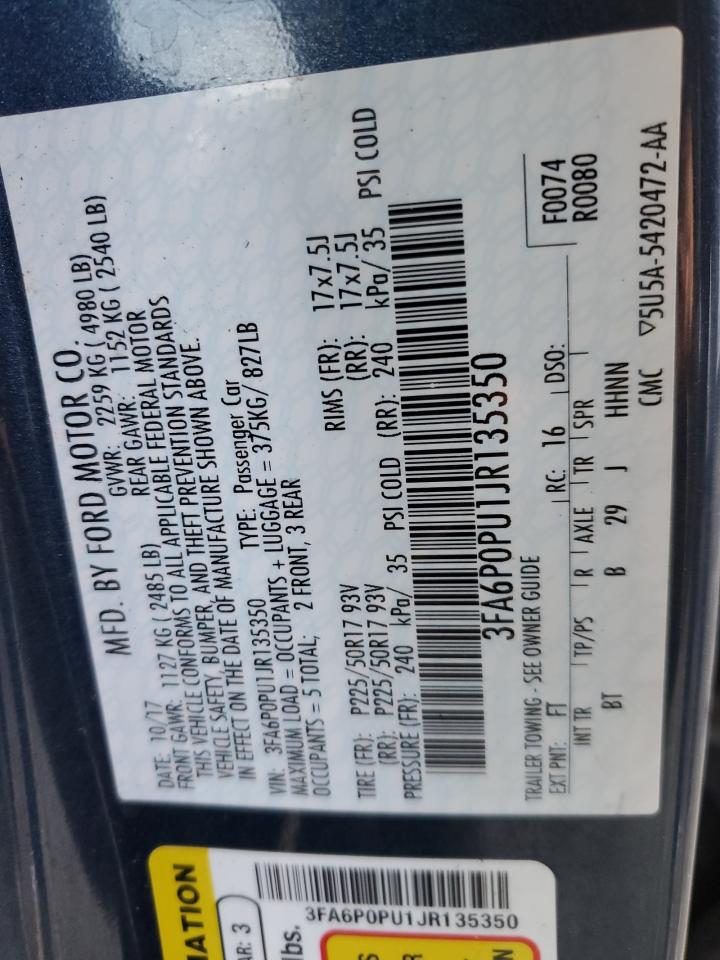 MFD. BY FORD MOTOR CO.
DATE: 10/17 GVWR: 2259 KG ( 4980 LB)
FRONT GAWR: 1127 KG ( 2485 LB) REAR GAWR: 1152 KG ( 2540 LB)
THIS VEHICLE CONFORMS TO ALL APPLICABLE FEDERAL MOTOR
VEHICLE SAFETY, BUMPER, AND THEFT PREVENTION STANDARDS
IN EFFECT ON THE DATE OF MANUFACTURE SHOWN ABOVE.
VIN: 3FA6P0PU1JR135350 TYPE: Passenger Car
MAXIMUM LOAD = OCCUPANTS + LUGGAGE = 375KG/ 827LB
OCCUPANTS = 5 TOTAL; 2 FRONT, 3 REAR
TIRE (FR): P225/50R17 93V RIMS (FR): 17x7.5J
(RR): P225/50R17 93V (RR): 17x7.5J
PRESSURE (FR): 240 kPa/ 35 PSI COLD (RR): 240 kPa/ 35 PSI COLD
3FA6P0PU1JR135350
TRAILER TOWING - SEE OWNER GUIDE
F0074
R0080
EXT PNT: FT RC: 16 DSO:
INT TR TP/PS R AXLE TR SPR
BT B 29 J HHNN
CMC ▽5U5A-5420472-AA
MATION
AR: 3
lbs.
3FA6P0PU1JR135350
S
R
N